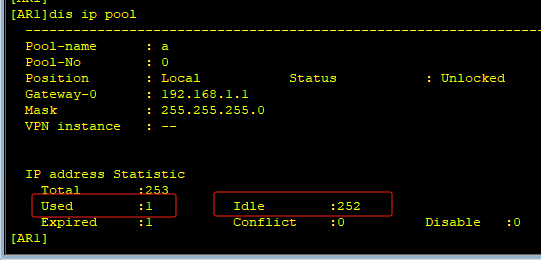 [AR1]
[AR1]dis ip pool
-----------------------------------------------------------------------
Pool-name : a
Pool-No : 0
Position : Local Status : Unlocked
Gateway-0 : 192.168.1.1
Mask : 255.255.255.0
VPN instance : --
IP address Statistic
Total :253
Used :1 Idle :252
Expired :1 Conflict :0 Disable :0
[AR1]